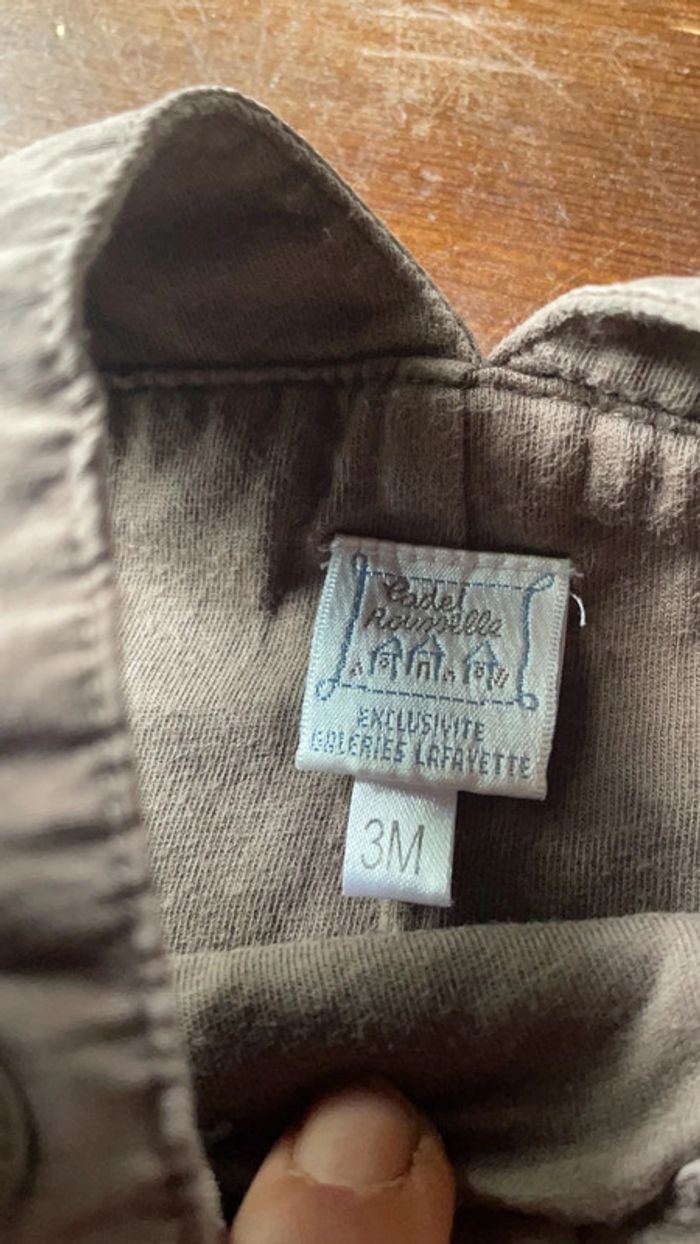 Cadet
Rousselle
EXCLUSIVITE
GALERIES LAFAYETTE
3M